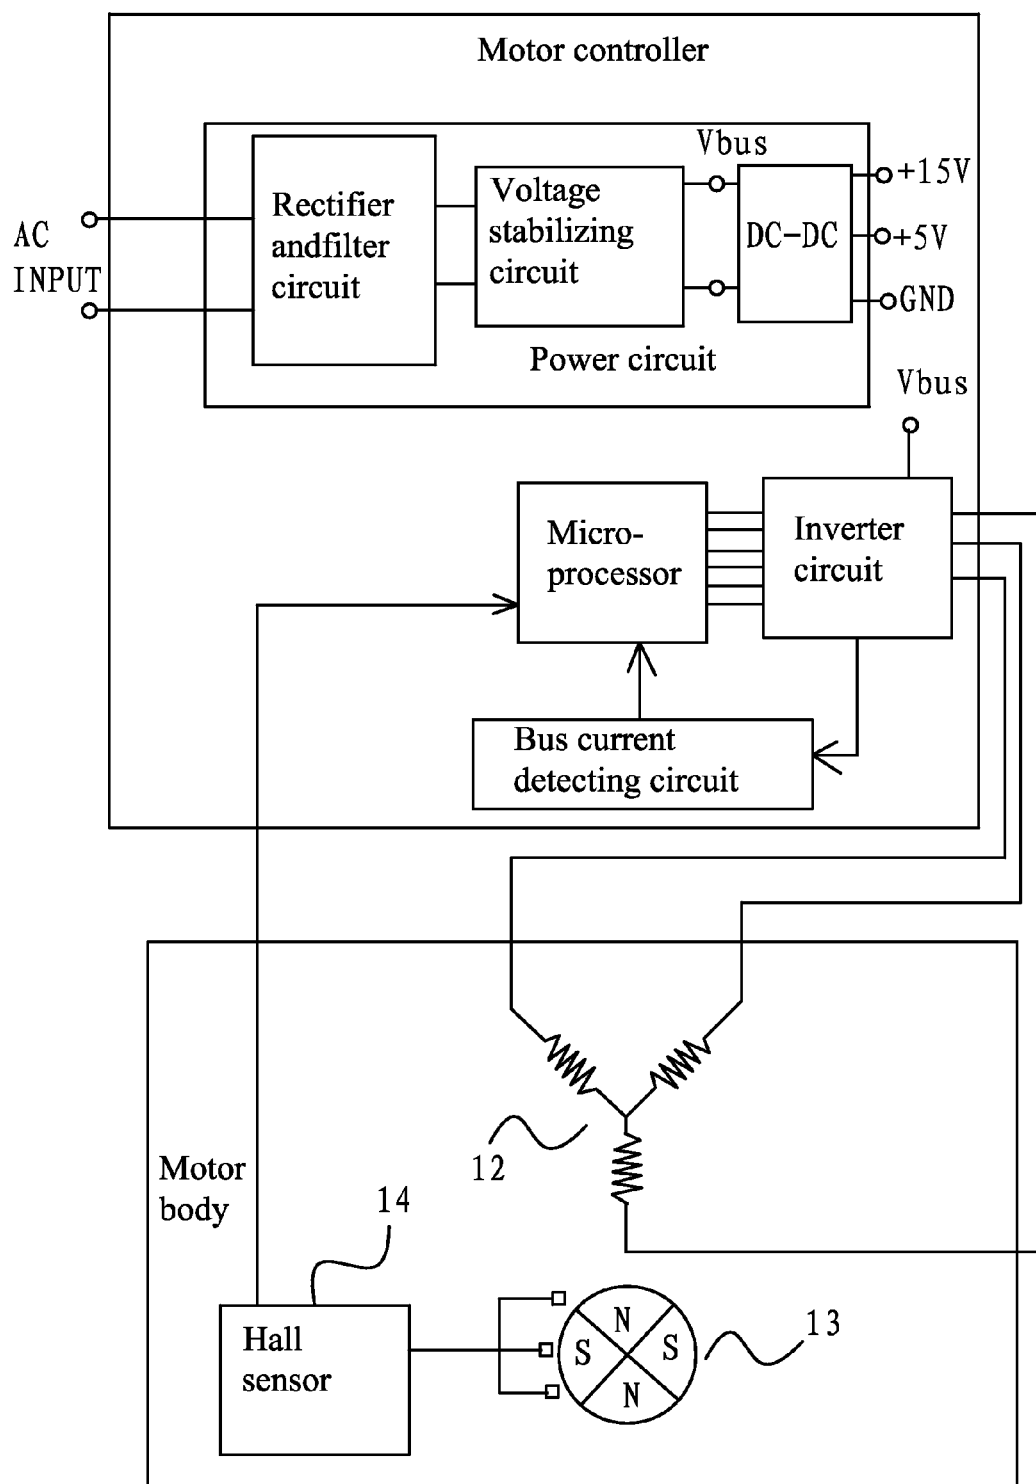 Motor controller
Vbus
+15V
Rectifier
andfilter
circuit
Voltage
stabilizing
circuit
DC-DC
AC
INPUT
+5V
GND
Power circuit
Vbus
Micro-
processor
Inverter
circuit
Bus current
detecting circuit
12
Motor
body
14
Hall
sensor
N
S
S
N
13